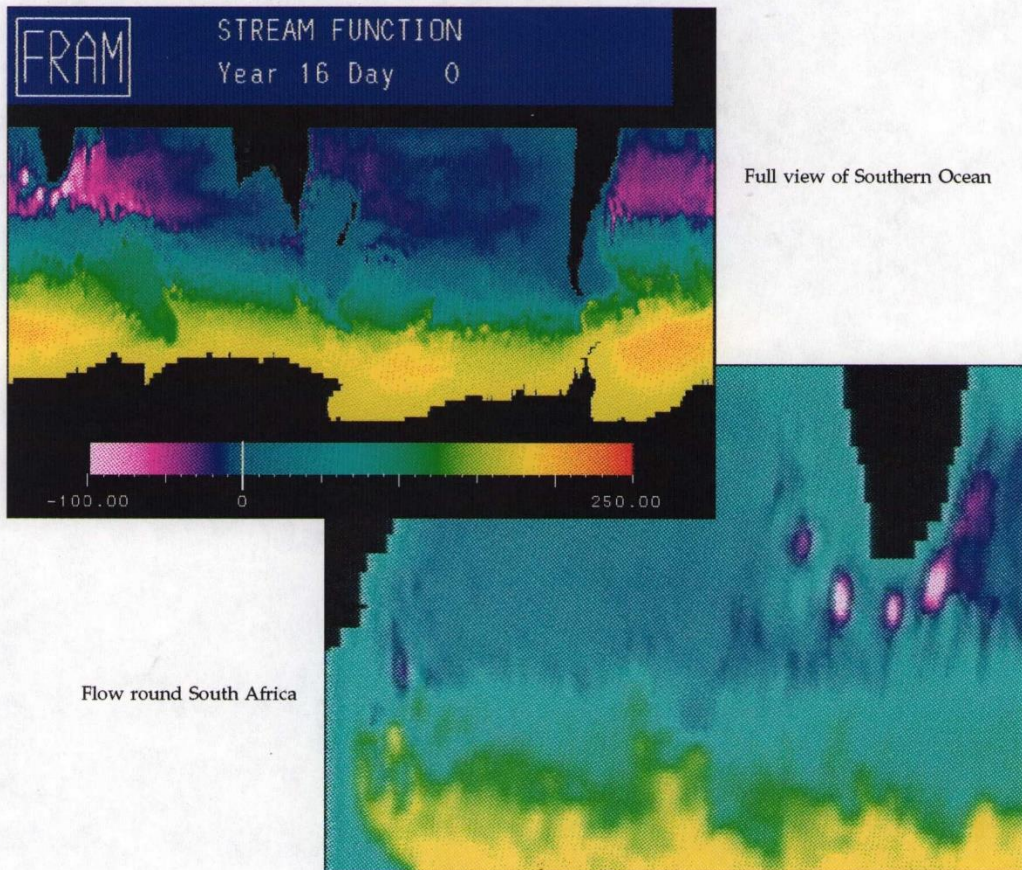 FRAM
STREAM FUNCTION
Year 16 Day 0
-100.00 0 250.00
Full view of Southern Ocean
Flow round South Africa